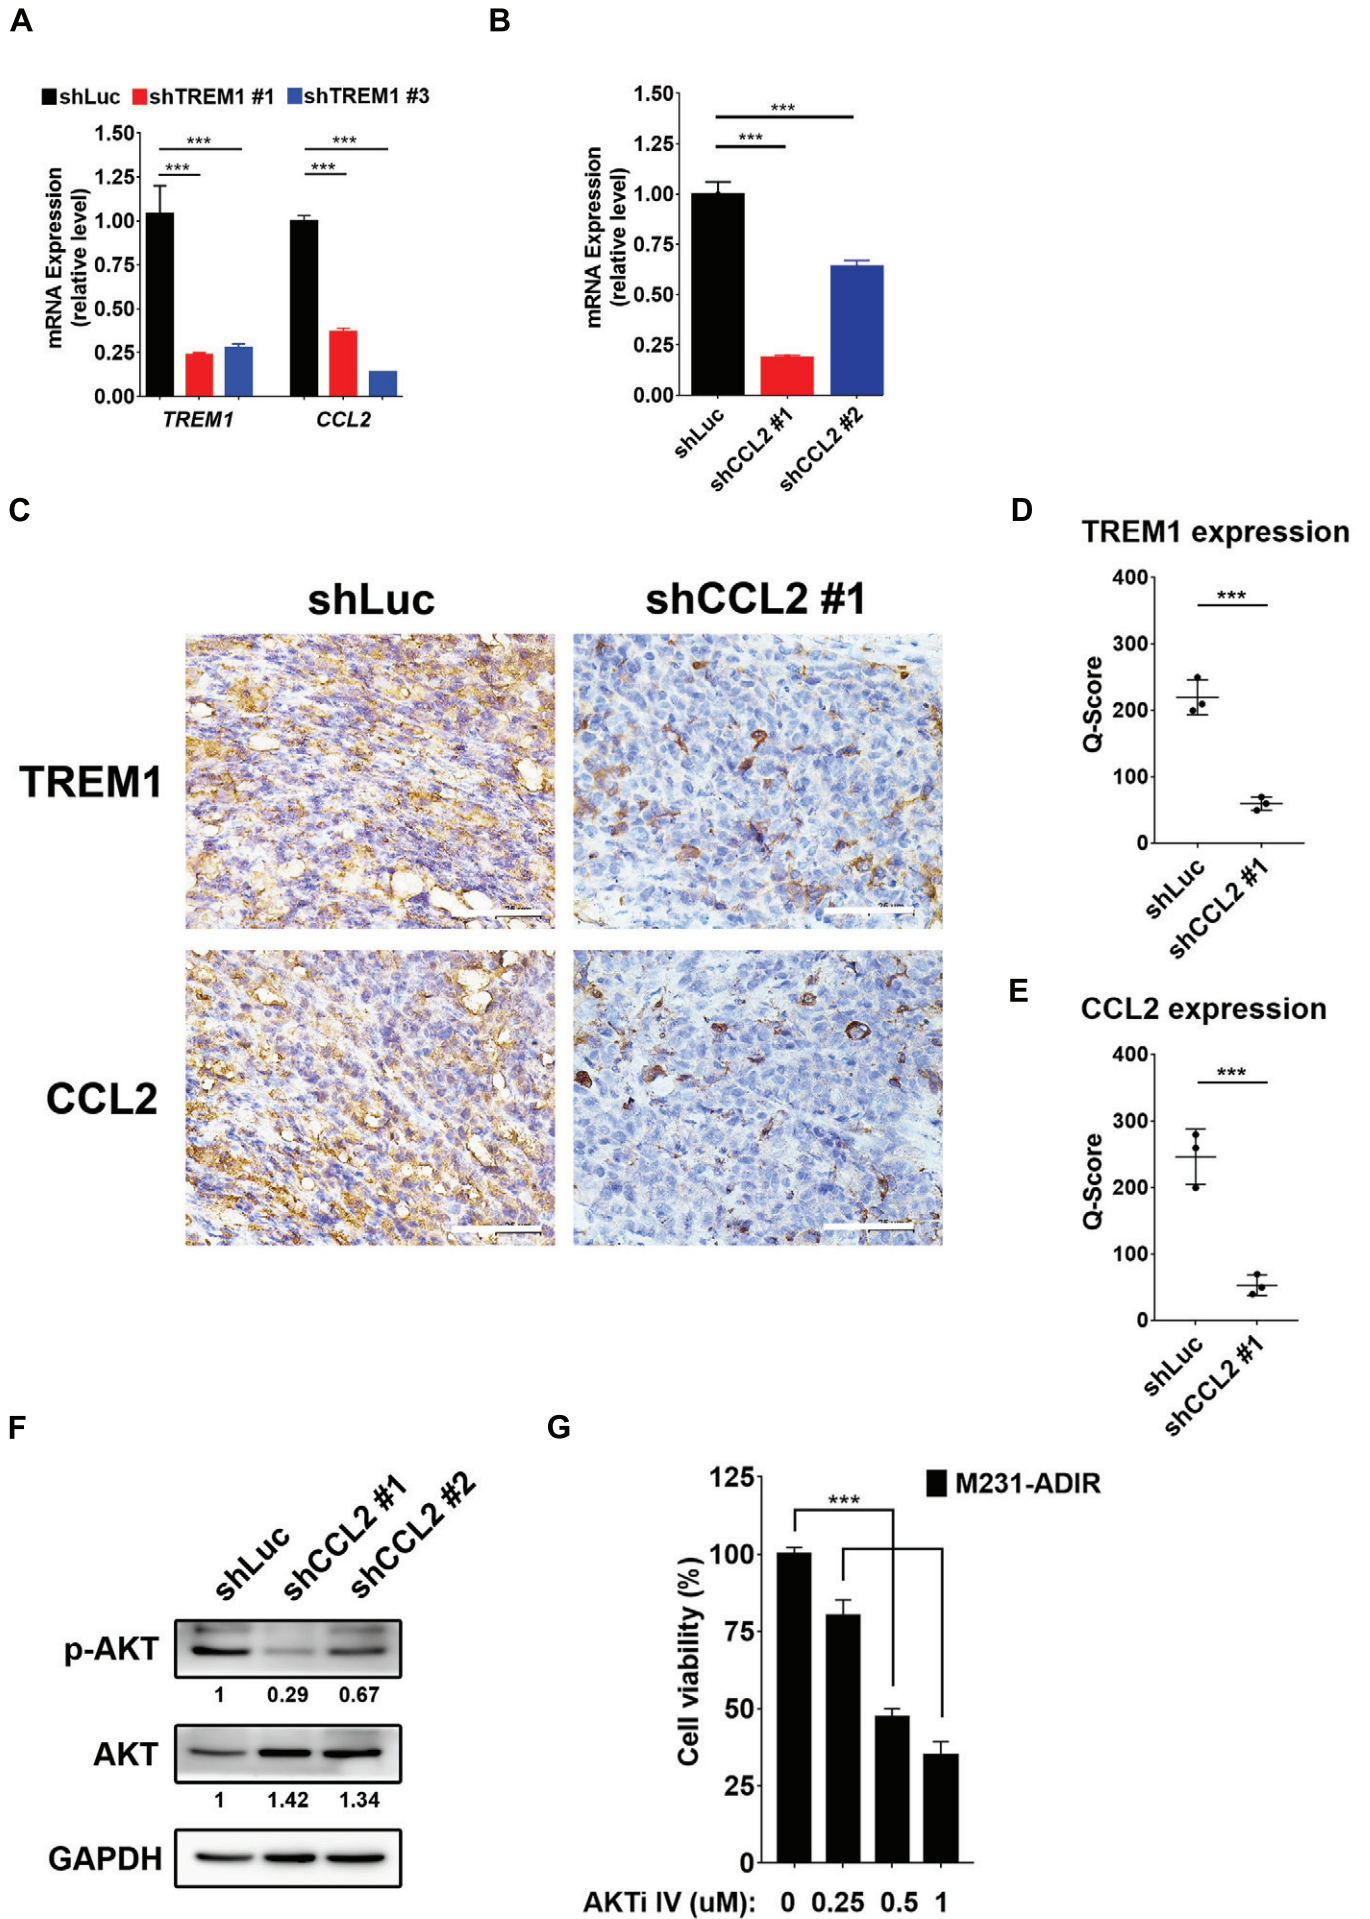 A
B
shLuc shTREM1 #1 shTREM1 #3
mRNA Expression
(relative level)
1.50
1.25
1.00
0.75
0.50
0.25
0.00
***
***
***
***
TREM1 CCL2
mRNA Expression
(relative level)
1.50
1.25
1.00
0.75
0.50
0.25
0.00
***
***
shLuc
shCCL2 #1
shCCL2 #2
C
shLuc shCCL2 #1
TREM1
CCL2
D
TREM1 expression
Q-Score
400
300
200
100
0
***
shLuc
shCCL2 #1
E
CCL2 expression
Q-Score
400
300
200
100
0
***
shLuc
shCCL2 #1
F
shLuc
shCCL2 #1
shCCL2 #2
p-AKT
1 0.29 0.67
AKT
1 1.42 1.34
GAPDH
G
M231-ADIR
Cell viability (%)
125
100
75
50
25
0
***
AKTi IV (uM): 0 0.25 0.5 1